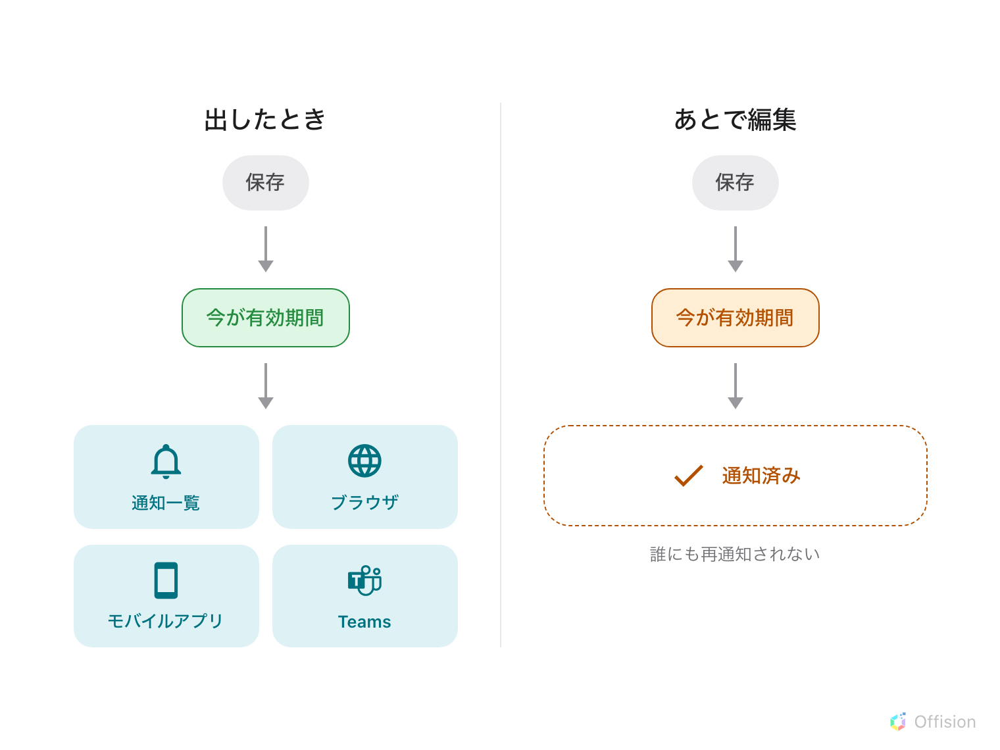 出したとき
保存
今が有効期間
通知一覧
ブラウザ
モバイルアプリ
Teams
あとで編集
保存
今が有効期間
通知済み
誰にも再通知されない
Offision